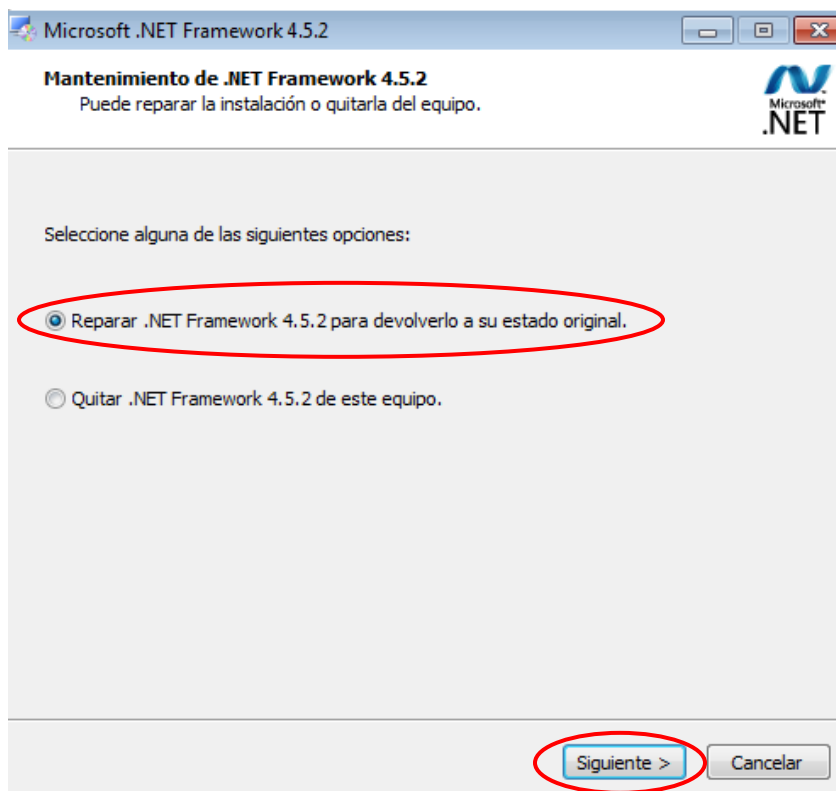 Microsoft .NET Framework 4.5.2
Mantenimiento de .NET Framework 4.5.2
Puede reparar la instalación o quitarla del equipo.
Microsoft®
.NET
Seleccione alguna de las siguientes opciones:
Reparar .NET Framework 4.5.2 para devolverlo a su estado original.
Quitar .NET Framework 4.5.2 de este equipo.
Siguiente >
Cancelar